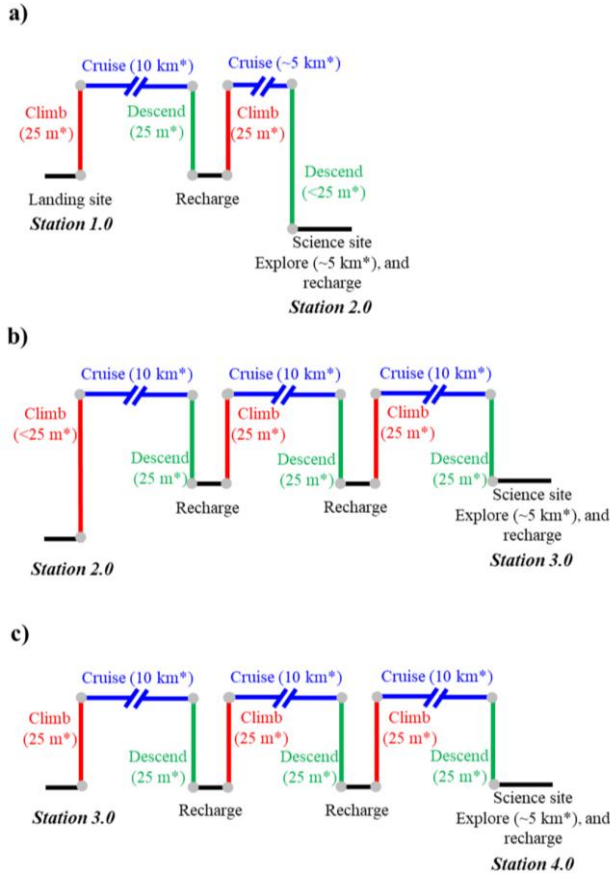 a)
Cruise (10 km*)
Cruise (~5 km*)
Climb
(25 m*)
Descend
(25 m*)
Climb
(25 m*)
Descend
(<25 m*)
Landing site
Station 1.0
Recharge
Science site
Explore (~5 km*), and
recharge
Station 2.0
b)
Cruise (10 km*)
Cruise (10 km*)
Cruise (10 km*)
Climb
(<25 m*)
Descend
(25 m*)
Climb
(25 m*)
Descend
(25 m*)
Climb
(25 m*)
Descend
(25 m*)
Recharge
Recharge
Station 2.0
Science site
Explore (~5 km*), and
recharge
Station 3.0
c)
Cruise (10 km*)
Cruise (10 km*)
Cruise (10 km*)
Climb
(25 m*)
Descend
(25 m*)
Climb
(25 m*)
Descend
(25 m*)
Climb
(25 m*)
Descend
(25 m*)
Station 3.0
Recharge
Recharge
Science site
Explore (~5 km*), and
recharge
Station 4.0